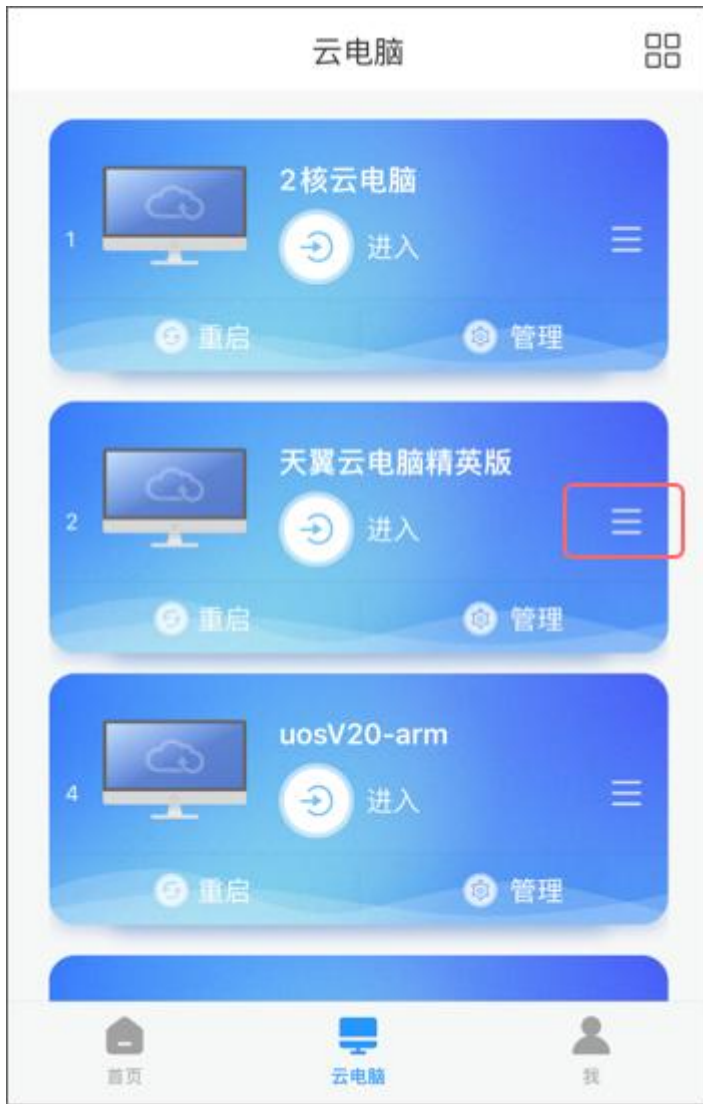 云电脑
2核云电脑
1
进入
重启 管理
天翼云电脑精英版
2
进入
重启 管理
uosV20-arm
4
进入
重启 管理
首页 云电脑 我